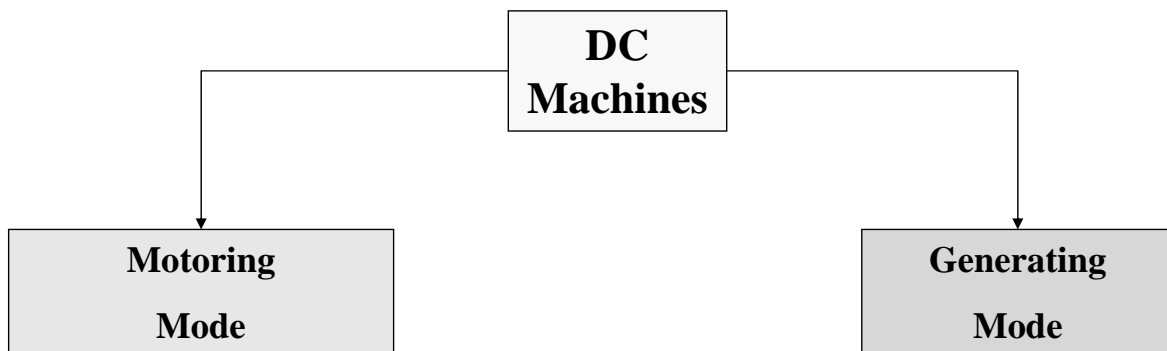 DC
Machines
Motoring
Mode
Generating
Mode